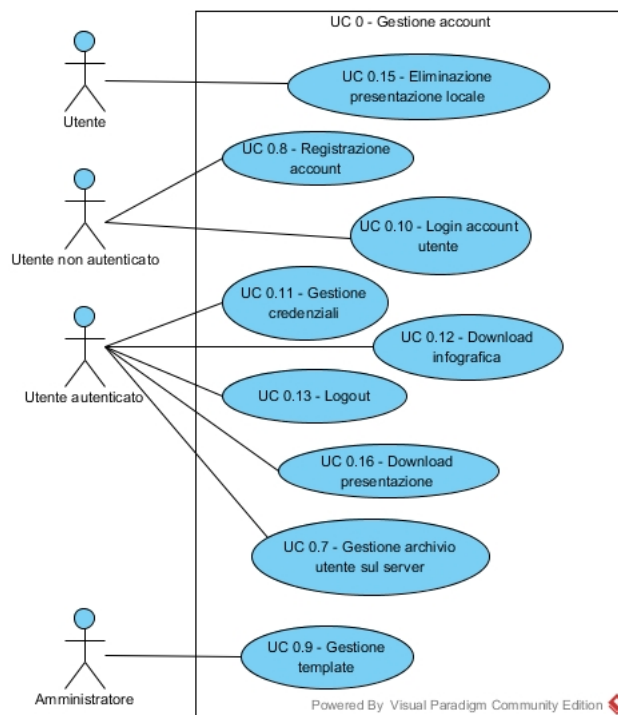 UC 0 - Gestione account
UC 0.15 - Eliminazione
presentazione locale
Utente
UC 0.8 - Registrazione
account
UC 0.10 - Login account
utente
Utente non autenticato
UC 0.11 - Gestione
credenziali
UC 0.12 - Download
infografica
Utente autenticato
UC 0.13 - Logout
UC 0.16 - Download
presentazione
UC 0.7 - Gestione archivio
utente sul server
UC 0.9 - Gestione
template
Amministratore
Powered By Visual Paradigm Community Edition